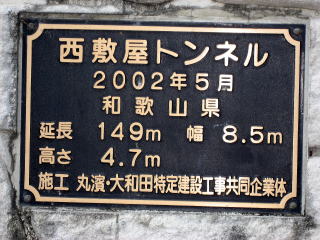 西敷屋トンネル
2002年5月
和歌山県
延長 149m 幅 8.5m
高さ 4.7m
施工 丸濱・大和田特定建設工事共同企業体